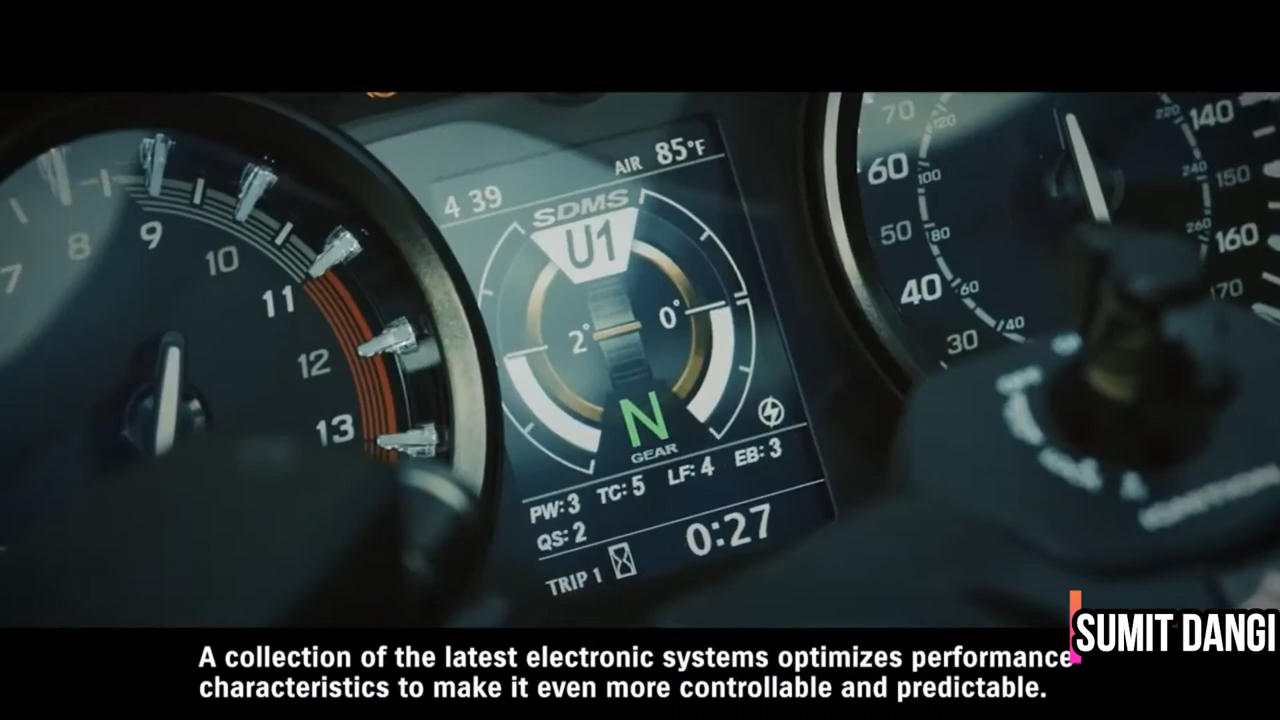 7
8
9
10
11
12
13
4 39
AIR 85°F
SDMS
U1
2°
0°
N
GEAR
PW:3 TC:5 LF:4 EB:3
QS:2
TRIP 1
0:27
70
60
50
40
30
120
100
80
60
40
220
240
260
140
150
160
170
IGNITION
A collection of the latest electronic systems optimizes performance
characteristics to make it even more controllable and predictable.
SUMIT DANGI